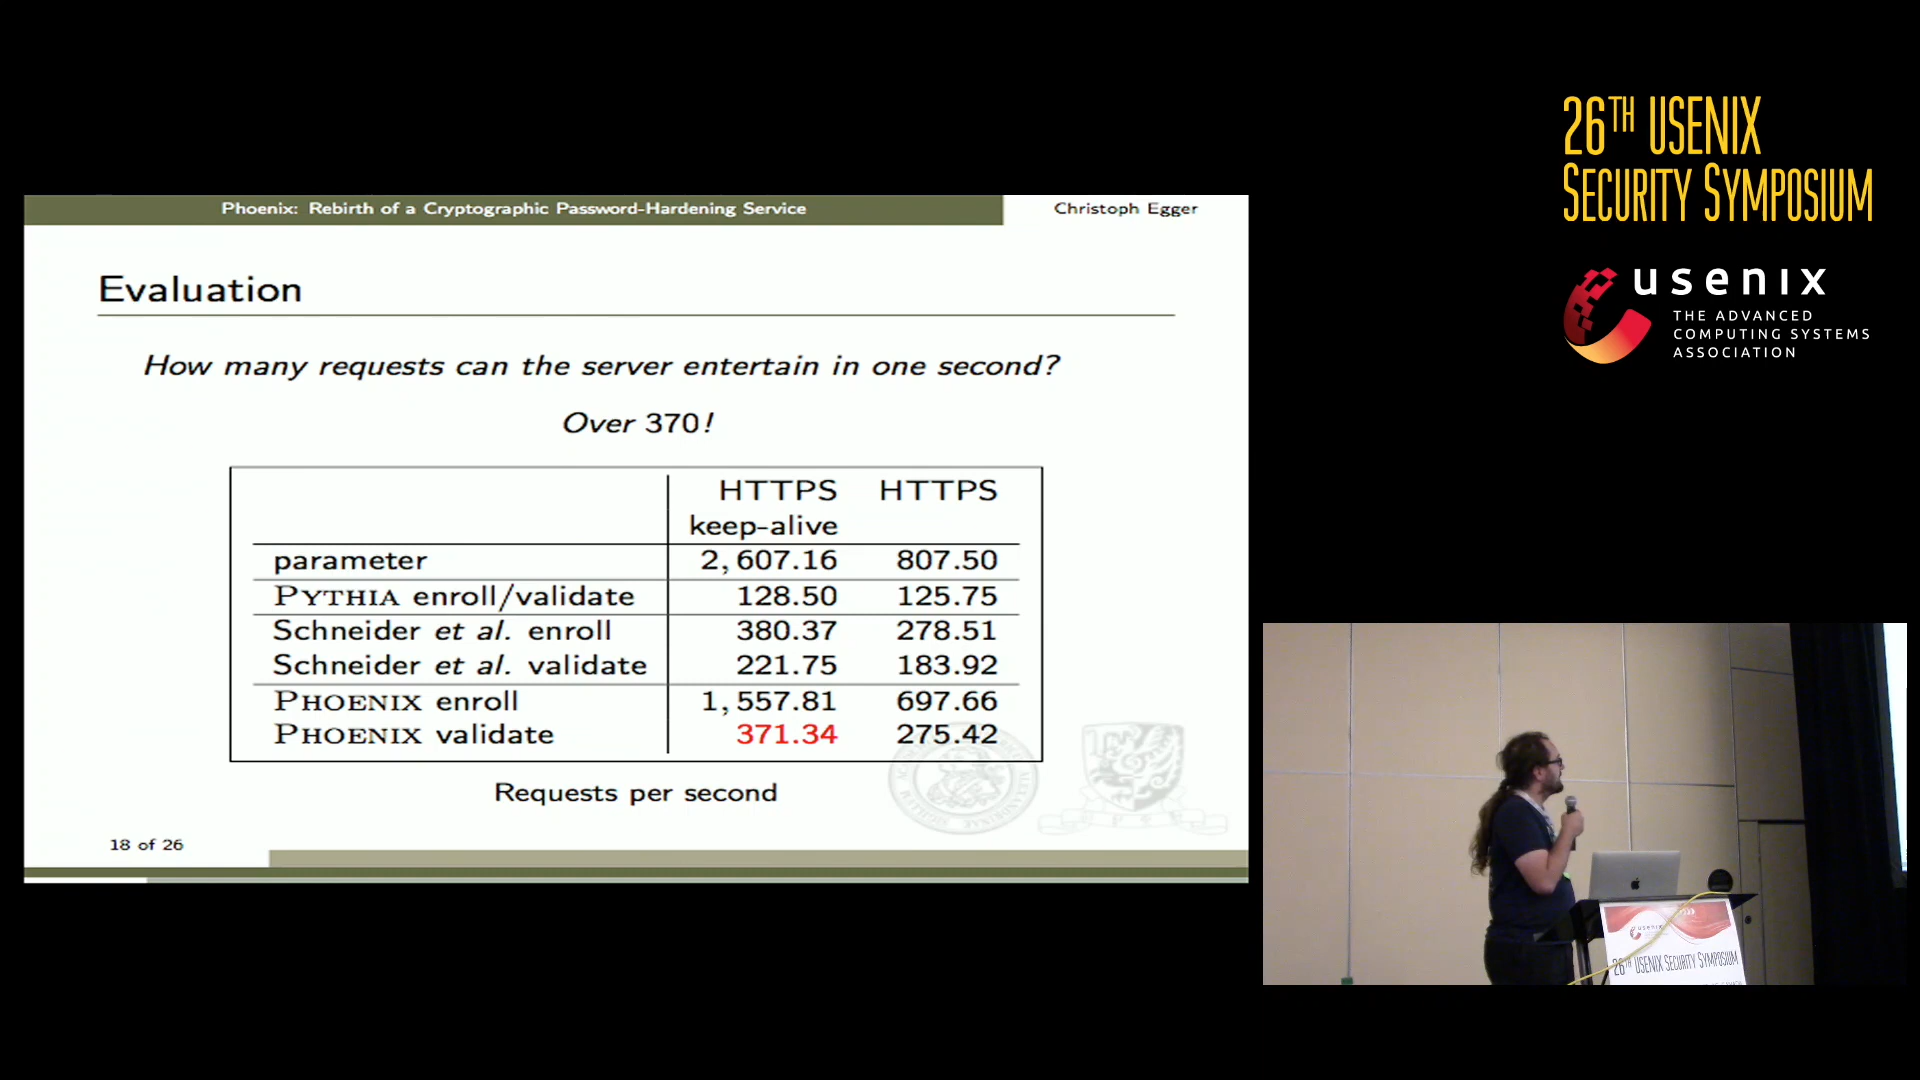 26TH USENIX
SECURITY SYMPOSIUM
usenix
THE ADVANCED
COMPUTING SYSTEMS
ASSOCIATION
Phoenix: Rebirth of a Cryptographic Password-Hardening Service Christoph Egger
Evaluation
How many requests can the server entertain in one second?
Over 370!
HTTPS HTTPS
keep-alive
parameter 2,607.16 807.50
PYTHIA enroll/validate 128.50 125.75
Schneider et al. enroll 380.37 278.51
Schneider et al. validate 221.75 183.92
PHOENIX enroll 1,557.81 697.66
PHOENIX validate 371.34 275.42
Requests per second
18 of 26
usenix
26TH USENIX SECURITY SYMPOSIUM